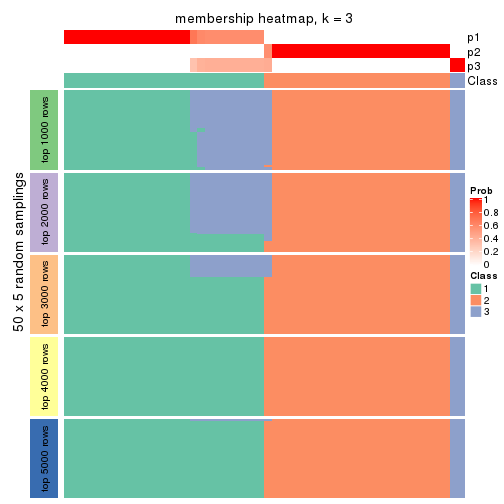 membership heatmap, k = 3
p1
p2
p3
Class
50 x 5 random samplings
top 1000 rows
top 2000 rows
top 3000 rows
top 4000 rows
top 5000 rows
Prob
1
0.8
0.6
0.4
0.2
0
Class
1
2
3